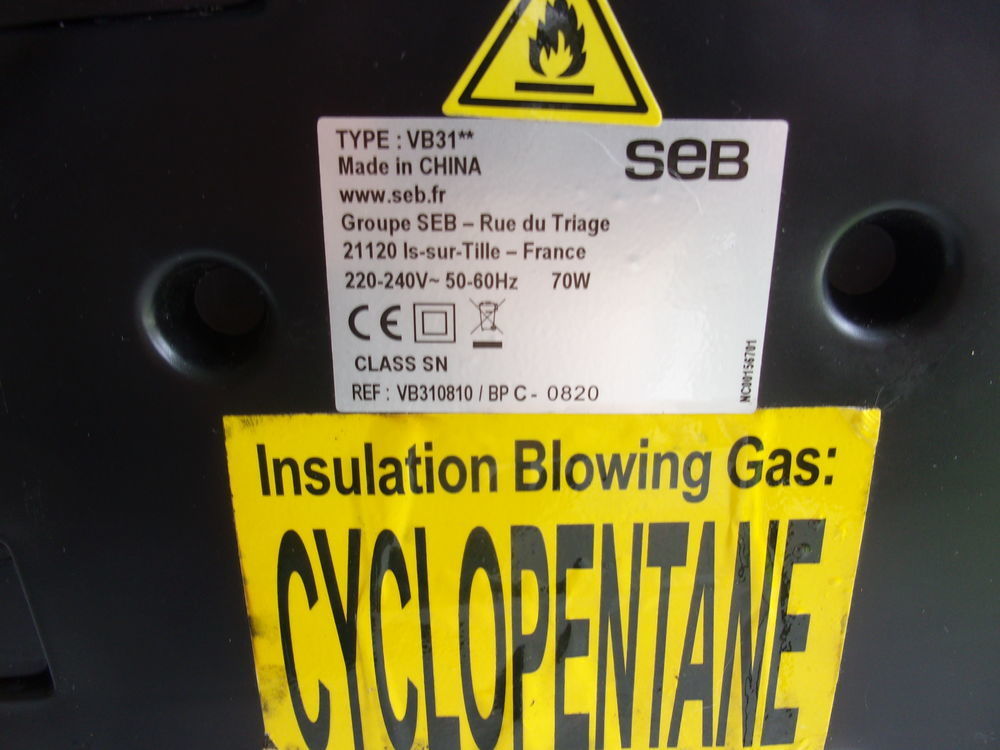 TYPE : VB31**
seB
Made in CHINA
www.seb.fr
Groupe SEB – Rue du Triage
21120 Is-sur-Tille – France
220-240V~ 50-60Hz 70W
CE
CLASS SN
REF : VB310810 / BP C - 0820
NC00156701
Insulation Blowing Gas:
CYCLOPENTANE